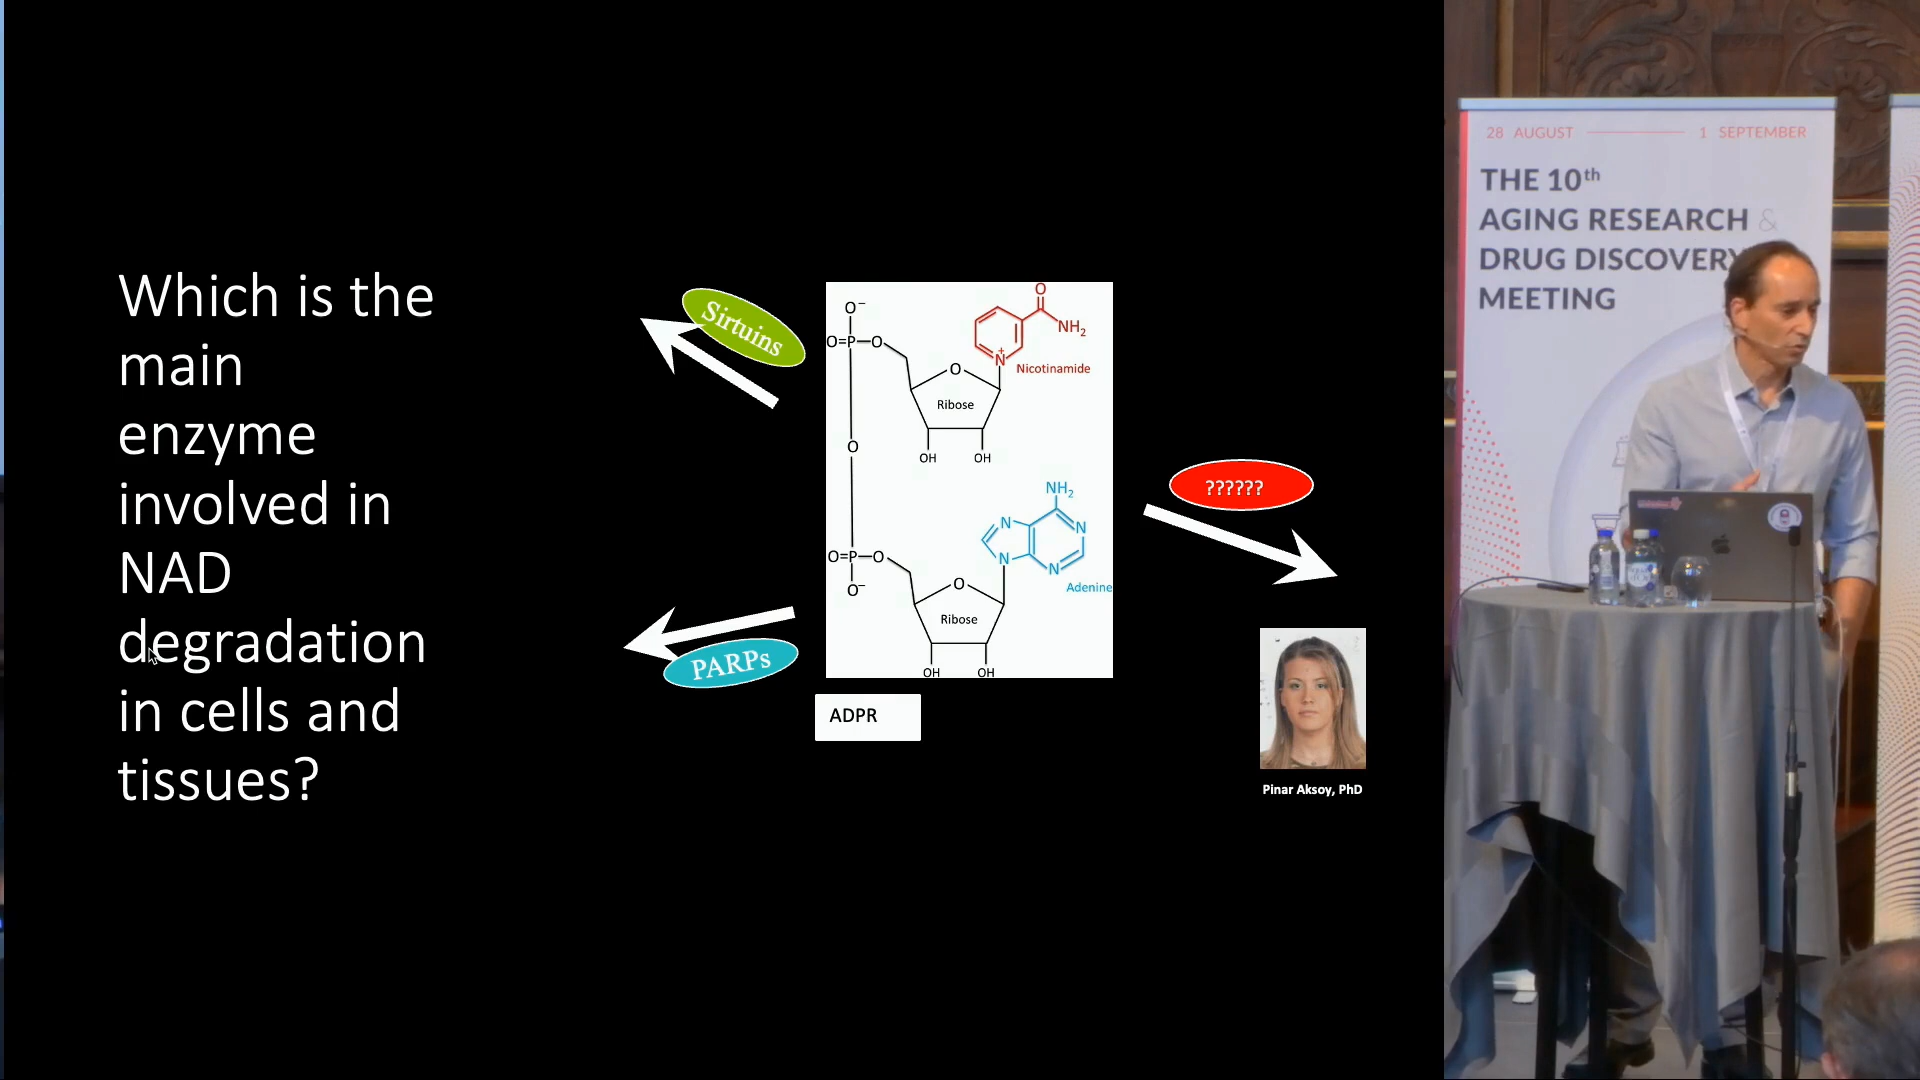 Which is the
main
enzyme
involved in
NAD
degradation
in cells and
tissues?
Sirtuins
PARPs
O−
O=P—O
O
O=P—O
O−
O
NH2
N
+
Nicotinamide
O
Ribose
OH OH
NH2
N
N
N
N
Adenine
O
Ribose
OH OH
ADPR
??????
Pinar Aksoy, PhD
28 AUGUST 1 SEPTEMBER
THE 10th
AGING RESEARCH &
DRUG DISCOVERY
MEETING